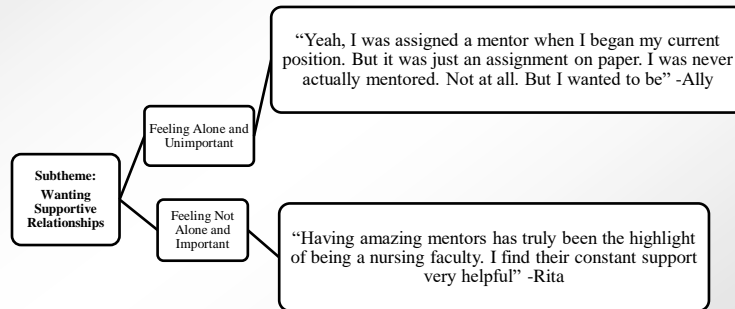 Subtheme:
Wanting
Supportive
Relationships
Feeling Alone and
Unimportant
“Yeah, I was assigned a mentor when I began my current
position. But it was just an assignment on paper. I was never
actually mentored. Not at all. But I wanted to be” -Ally
Feeling Not
Alone and
Important
“Having amazing mentors has truly been the highlight
of being a nursing faculty. I find their constant support
very helpful” -Rita